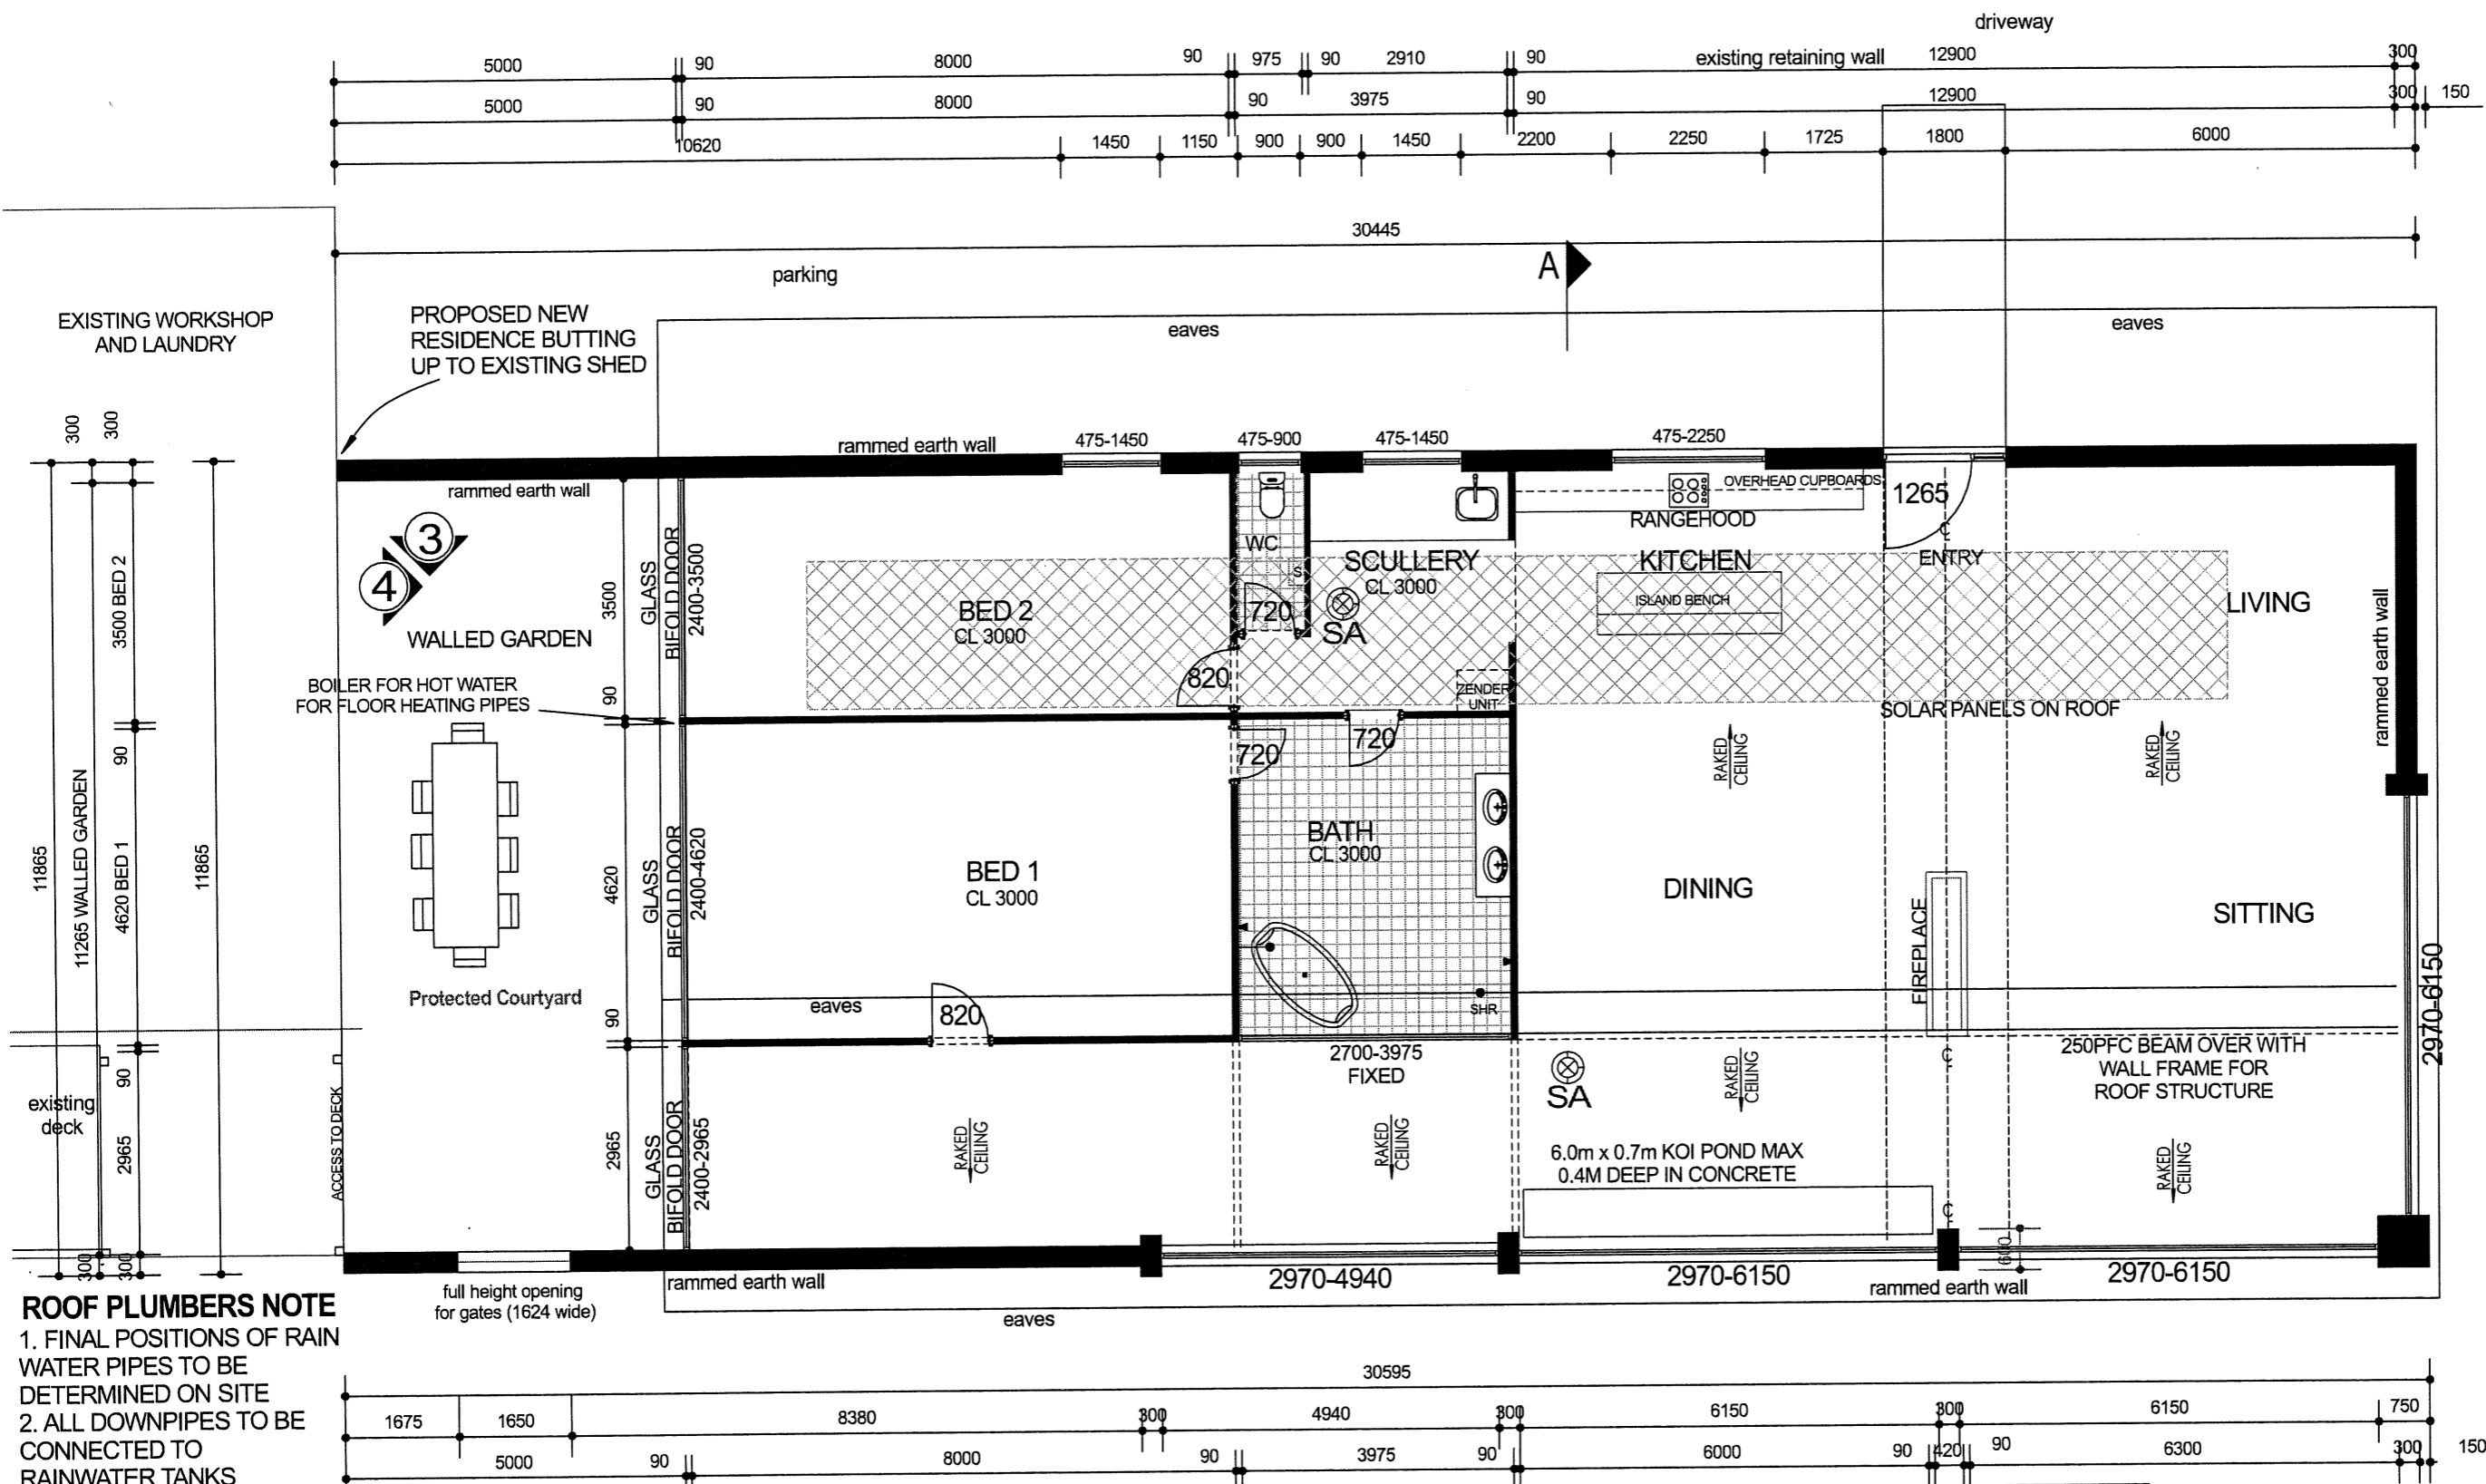 driveway
5000 90 8000 90 975 90 2910 90 existing retaining wall 12900 300
5000 90 8000 90 3975 90 12900 300 150
10620 1450 1150 900 900 1450 2200 2250 1725 1800 6000
30445
A
parking
EXISTING WORKSHOP
AND LAUNDRY
PROPOSED NEW
RESIDENCE BUTTING
UP TO EXISTING SHED
eaves
eaves
300
300
rammed earth wall
475-1450
475-900
475-1450
475-2250
rammed earth wall
OVERHEAD CUPBOARDS
1265
RANGEHOOD
3
4
WC
S
SCULLERY
CL 3000
KITCHEN
ENTRY
ISLAND BENCH
LIVING
rammed earth wall
3500 BED 2
3500
GLASS
BIFOLD DOOR
2400-3500
BED 2
CL 3000
720
SA
WALLED GARDEN
820
ZENDER
UNIT
BOILER FOR HOT WATER
FOR FLOOR HEATING PIPES
90
SOLAR PANELS ON ROOF
90
720
720
RAKED
CEILING
RAKED
CEILING
11865
11265 WALLED GARDEN
4620 BED 1
11865
4620
GLASS
BIFOLD DOOR
2400-4620
BED 1
CL 3000
BATH
CL 3000
DINING
FIREPLACE
SITTING
2970-6150
Protected Courtyard
90
eaves
820
SHR
2700-3975
FIXED
SA
RAKED
CEILING
250PFC BEAM OVER WITH
WALL FRAME FOR
ROOF STRUCTURE
existing
deck
90
2965
ACCESS TO DECK
2965
GLASS
BIFOLD DOOR
2400-2965
RAKED
CEILING
RAKED
CEILING
6.0m x 0.7m KOI POND MAX
0.4M DEEP IN CONCRETE
RAKED
CEILING
600
300
300
full height opening
for gates (1624 wide)
rammed earth wall
2970-4940
2970-6150
rammed earth wall
2970-6150
eaves
ROOF PLUMBERS NOTE
1. FINAL POSITIONS OF RAIN
WATER PIPES TO BE
DETERMINED ON SITE
2. ALL DOWNPIPES TO BE
CONNECTED TO
RAINWATER TANKS
30595
1675 1650 8380 300 4940 300 6150 300 6150 750
5000 90 8000 90 3975 90 6000 90 420 90 6300 300 150